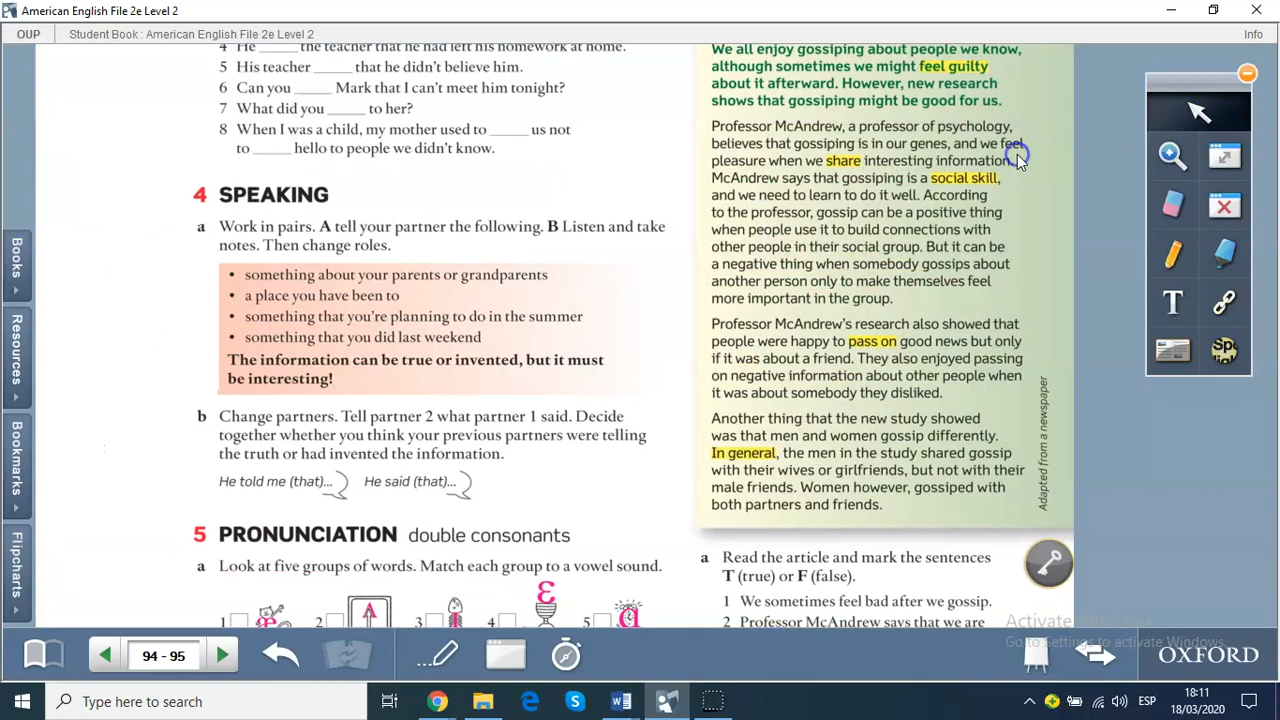 American English File 2e Level 2
OUP
Student Book : American English File 2e Level 2
Info
4 He _____ the teacher that he had left his homework at home.
5 His teacher _____ that he didn't believe him.
6 Can you _____ Mark that I can't meet him tonight?
7 What did you _____ to her?
8 When I was a child, my mother used to _____ us not
to _____ hello to people we didn't know.
4 SPEAKING
a Work in pairs. A tell your partner the following. B Listen and take
notes. Then change roles.
• something about your parents or grandparents
• a place you have been to
• something that you're planning to do in the summer
• something that you did last weekend
The information can be true or invented, but it must
be interesting!
b Change partners. Tell partner 2 what partner 1 said. Decide
together whether you think your previous partners were telling
the truth or had invented the information.
He told me (that)... He said (that)...
5 PRONUNCIATION double consonants
a Look at five groups of words. Match each group to a vowel sound.
1 æ 2 ʌ 3 4 ɛ 5 ɑ
We all enjoy gossiping about people we know,
although sometimes we might feel guilty
about it afterward. However, new research
shows that gossiping might be good for us.
Professor McAndrew, a professor of psychology,
believes that gossiping is in our genes, and we feel
pleasure when we share interesting information.
McAndrew says that gossiping is a social skill,
and we need to learn to do it well. According
to the professor, gossip can be a positive thing
when people use it to build connections with
other people in their social group. But it can be
a negative thing when somebody gossips about
another person only to make themselves feel
more important in the group.
Professor McAndrew's research also showed that
people were happy to pass on good news but only
if it was about a friend. They also enjoyed passing
on negative information about other people when
it was about somebody they disliked.
Another thing that the new study showed
was that men and women gossip differently.
In general, the men in the study shared gossip
with their wives or girlfriends, but not with their
male friends. Women however, gossiped with
both partners and friends.
Adapted from a newspaper
a Read the article and mark the sentences
T (true) or F (false).
1 We sometimes feel bad after we gossip.
2 Professor McAndrew says that we are
Activate Windows
Go to Settings to activate Windows.
Books
Resources
Bookmarks
Flipcharts
T
Sp
94 - 95
OXFORD
Type here to search
ESP
18:11
18/03/2020